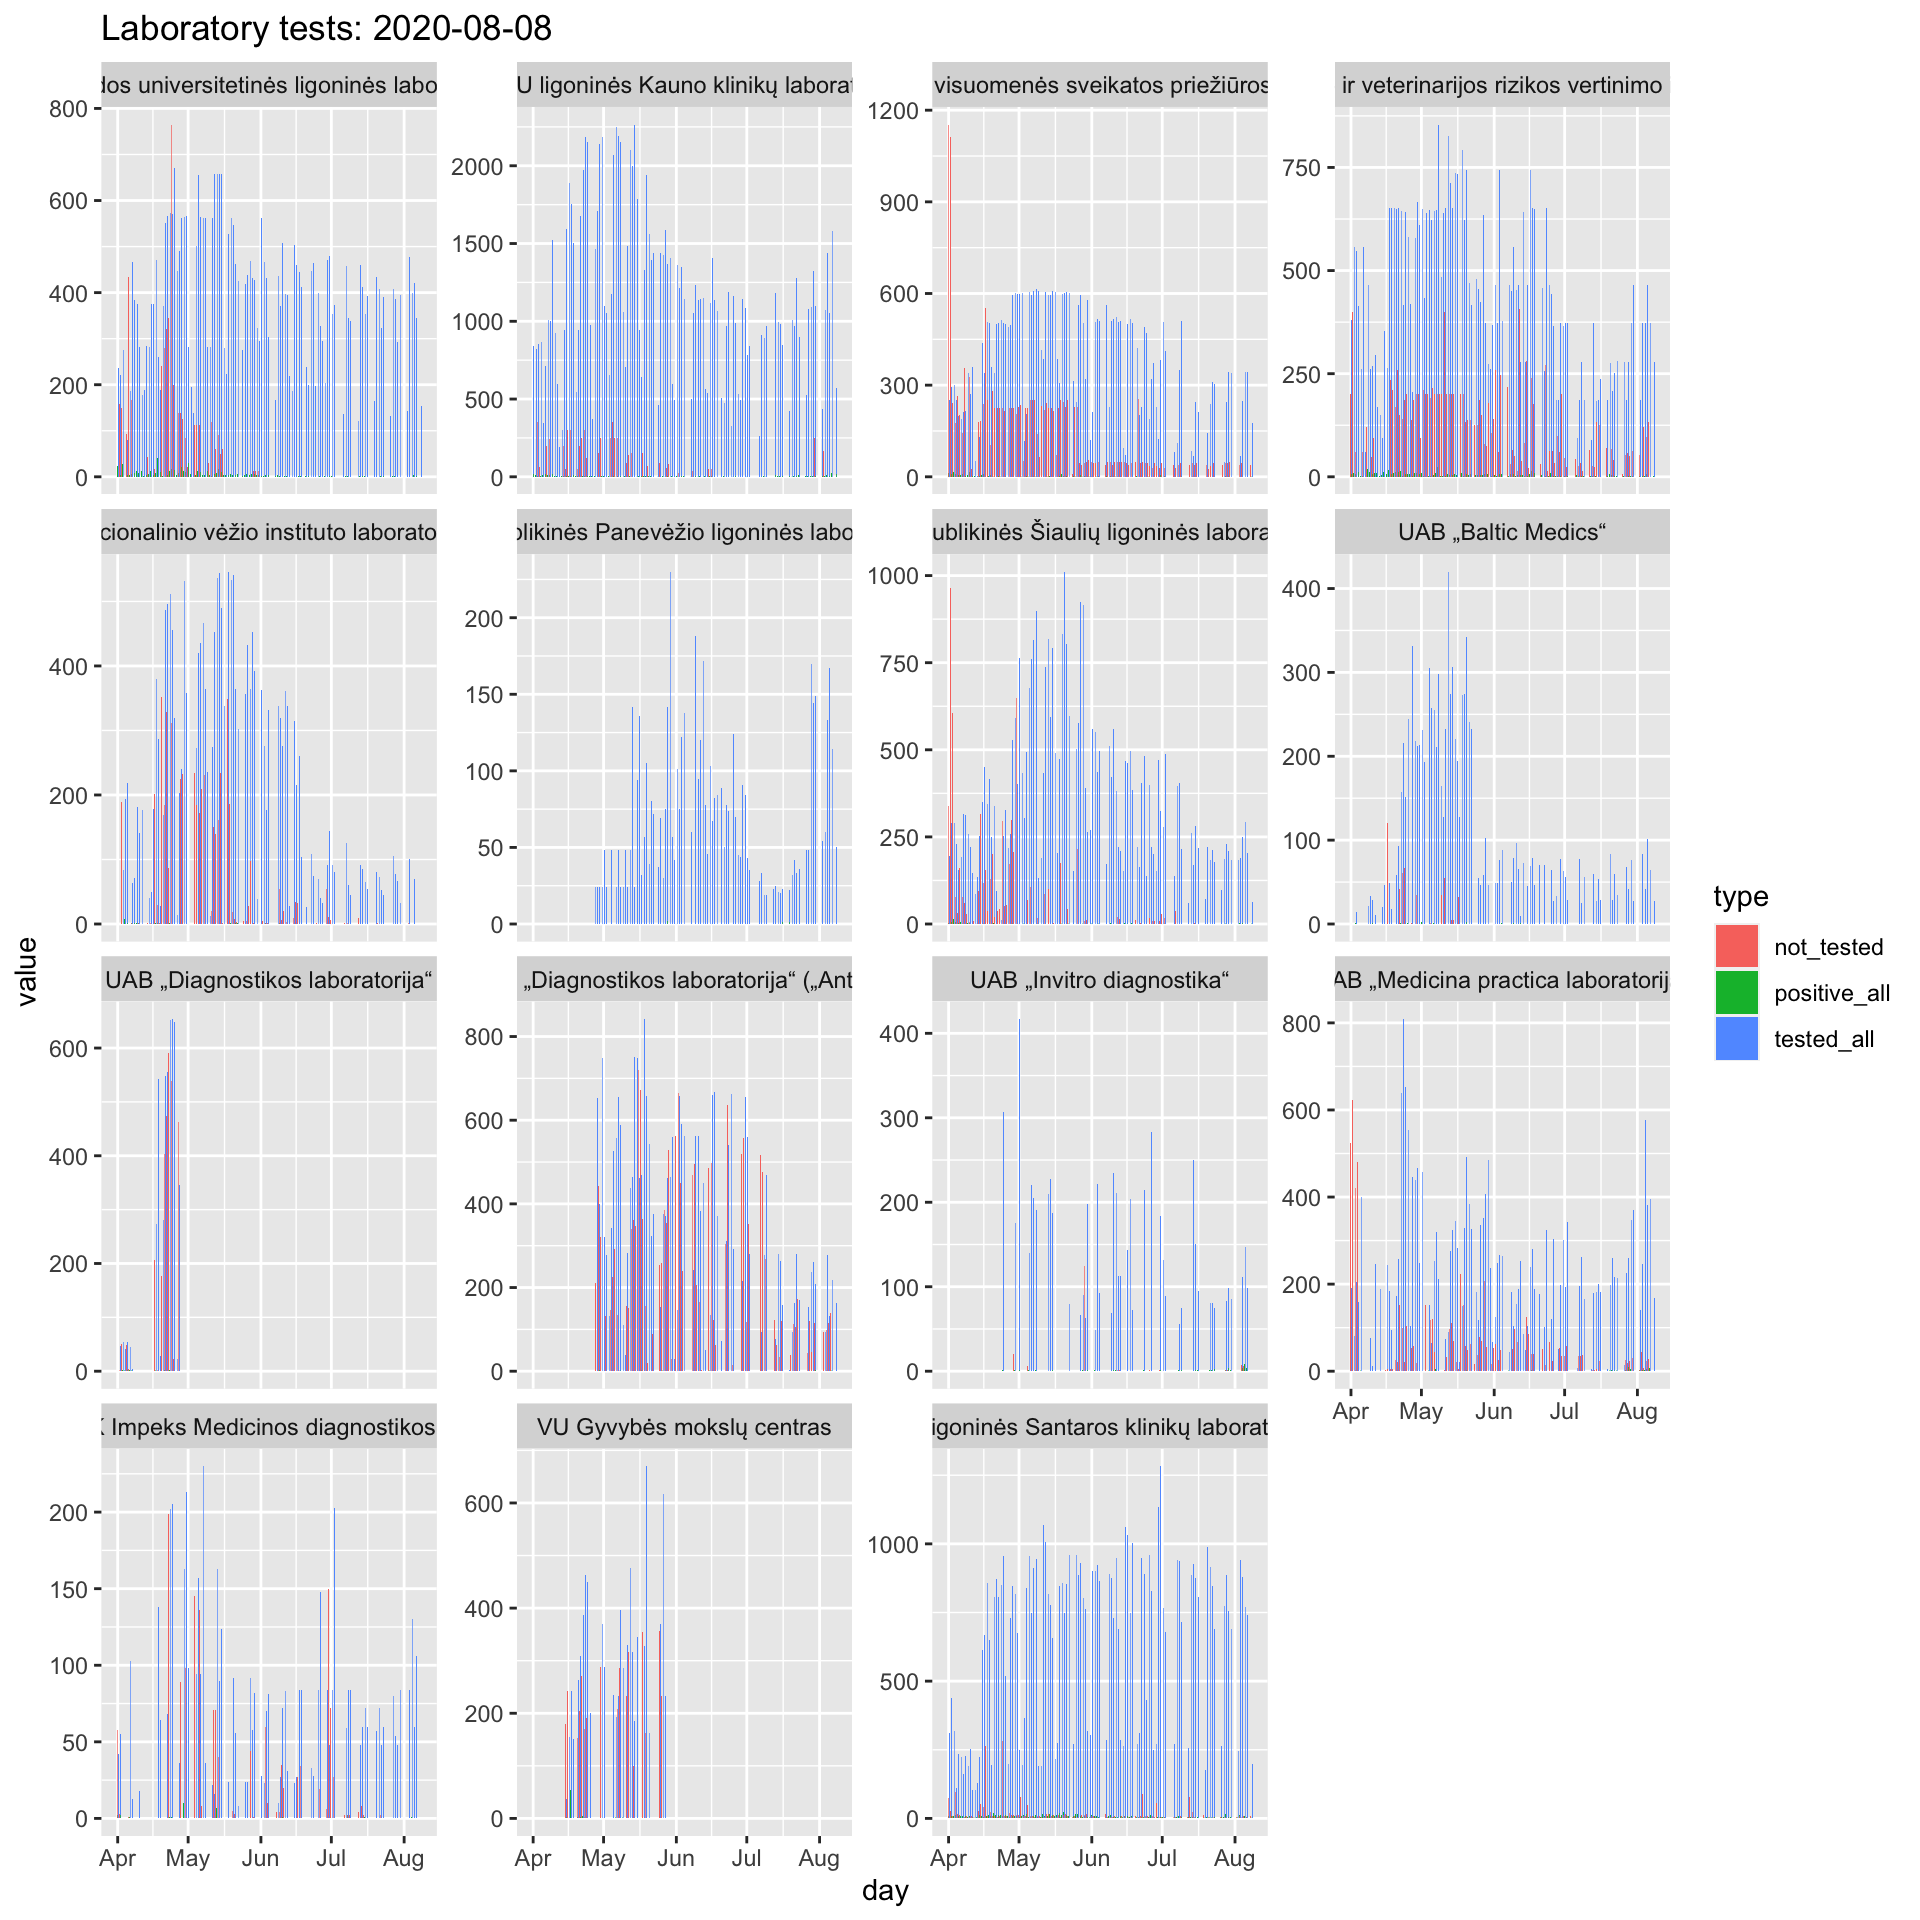 Laboratory tests: 2020-08-08
dos universitetinės ligoninės labo
U ligoninės Kauno klinikų laborat
visuomenės sveikatos priežiūros
ir veterinarijos rizikos vertinimo
800
600
400
200
0
2000
1500
1000
500
0
1200
900
600
300
0
750
500
250
0
cionalinio vėžio instituto laborato
blikinės Panevėžio ligoninės labo
ublikinės Šiaulių ligoninės labora
UAB „Baltic Medics“
400
200
0
200
150
100
50
0
1000
750
500
250
0
400
300
200
100
0
UAB „Diagnostikos laboratorija“
„Diagnostikos laboratorija“ („Ant
UAB „Invitro diagnostika“
AB „Medicina practica laboratorij
600
400
200
0
800
600
400
200
0
400
300
200
100
0
800
600
400
200
0
Apr May Jun Jul Aug
K Impeks Medicinos diagnostikos
VU Gyvybės mokslų centras
ligoninės Santaros klinikų laborat
200
150
100
50
0
600
400
200
0
1000
500
0
Apr May Jun Jul Aug
Apr May Jun Jul Aug
Apr May Jun Jul Aug
day
value
type
not_tested
positive_all
tested_all